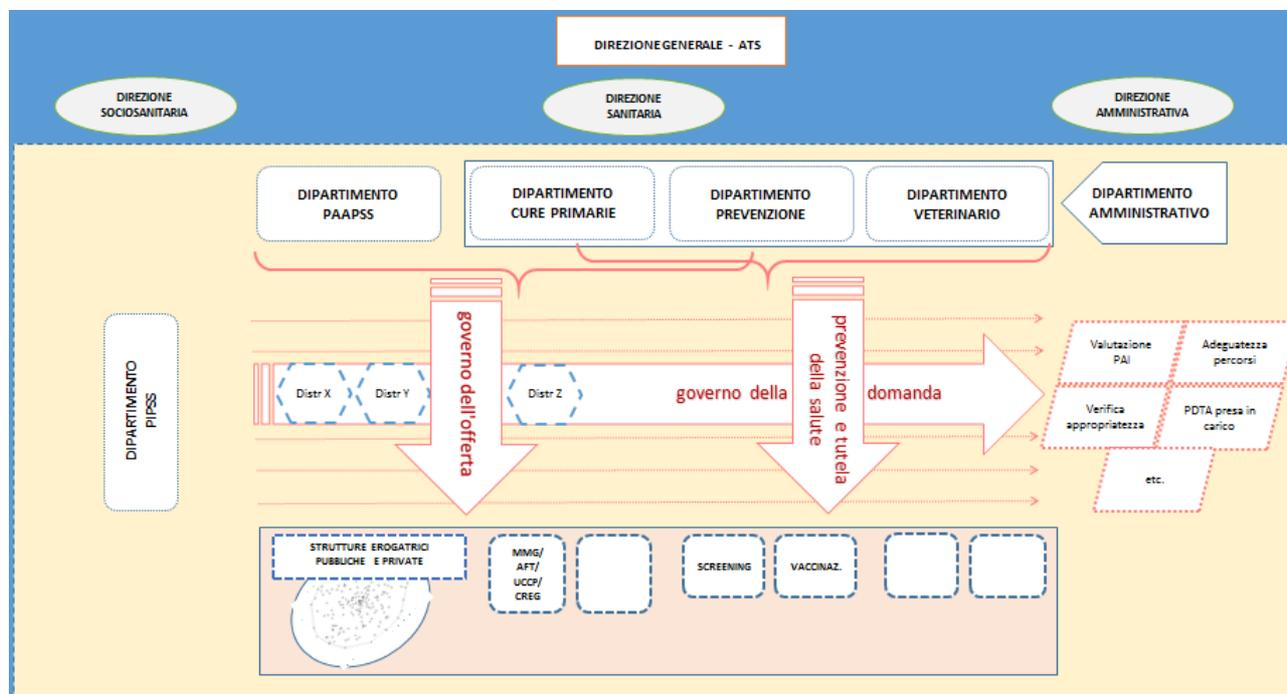 DIREZIONE GENERALE - ATS
DIREZIONE
SOCIOSANITARIA
DIREZIONE
SANITARIA
DIREZIONE
AMMINISTRATIVA
DIPARTIMENTO
PAAPSS
DIPARTIMENTO
CURE PRIMARIE
DIPARTIMENTO
PREVENZIONE
DIPARTIMENTO
VETERINARIO
DIPARTIMENTO
AMMINISTRATIVO
DIPARTIMENTO
PIPSS
governo dell'offerta
prevenzione e tutela
della salute
Distr X
Distr Y
Distr Z
governo della domanda
Valutazione
PAI
Adeguatezza
percorsi
Verifica
appropriatezza
PDTA presa in
carico
etc.
STRUTTURE EROGATRICI
PUBBLICHE E PRIVATE
MMG/
AFT/
UCCP/
CREG
SCREENING
VACCINAZ.